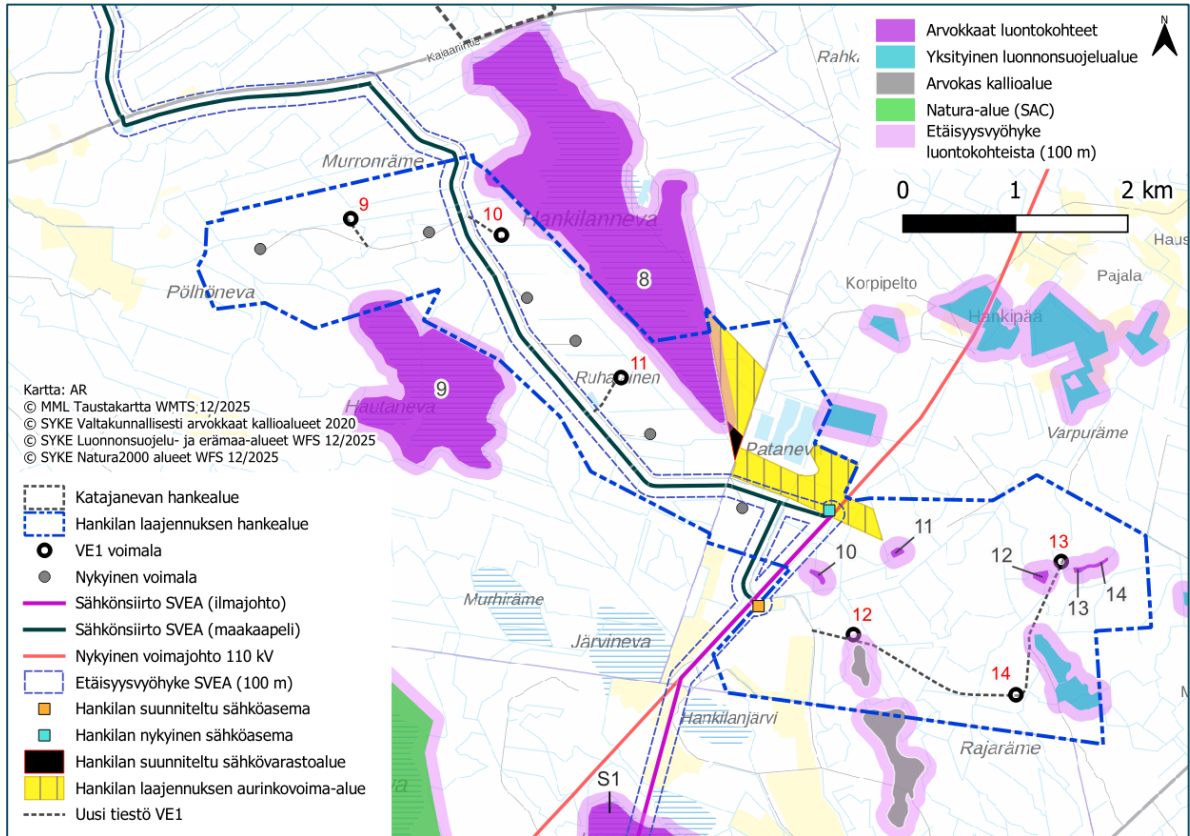 Kajaanintie
Rahk
N
Arvokkaat luontokohteet
Yksityinen luonnonsuojelualue
Arvokas kallioalue
Natura-alue (SAC)
Etäisyysvyöhyke
luontokohteista (100 m)
0 1 2 km
Murronräme
9
10
Hankilanneva
8
Pölhöneva
Haus
Pajala
Korpipelto
Hankipää
11
Ruha
inen
9
Hautaneva
Varpuräme
Pataneva
Kartta: AR
© MML Taustakartta WMTS 12/2025
© SYKE Valtakunnallisesti arvokkaat kallioalueet 2020
© SYKE Luonnonsuojelu- ja erämaa-alueet WFS 12/2025
© SYKE Natura2000 alueet WFS 12/2025
Katajanevan hankealue
Hankilan laajennuksen hankealue
VE1 voimala
Nykyinen voimala
Sähkönsiirto SVEA (ilmajohto)
Sähkönsiirto SVEA (maakaapeli)
Nykyinen voimajohto 110 kV
Etäisyysvyöhyke SVEA (100 m)
Hankilan suunniteltu sähköasema
Hankilan nykyinen sähköasema
Hankilan suunniteltu sähkövarastoalue
Hankilan laajennuksen aurinkovoima-alue
Uusi tiestö VE1
11
10
13
12
13
14
12
14
Murhiräme
Järvineva
Hankilanjärvi
Rajaräme
M
S1
va